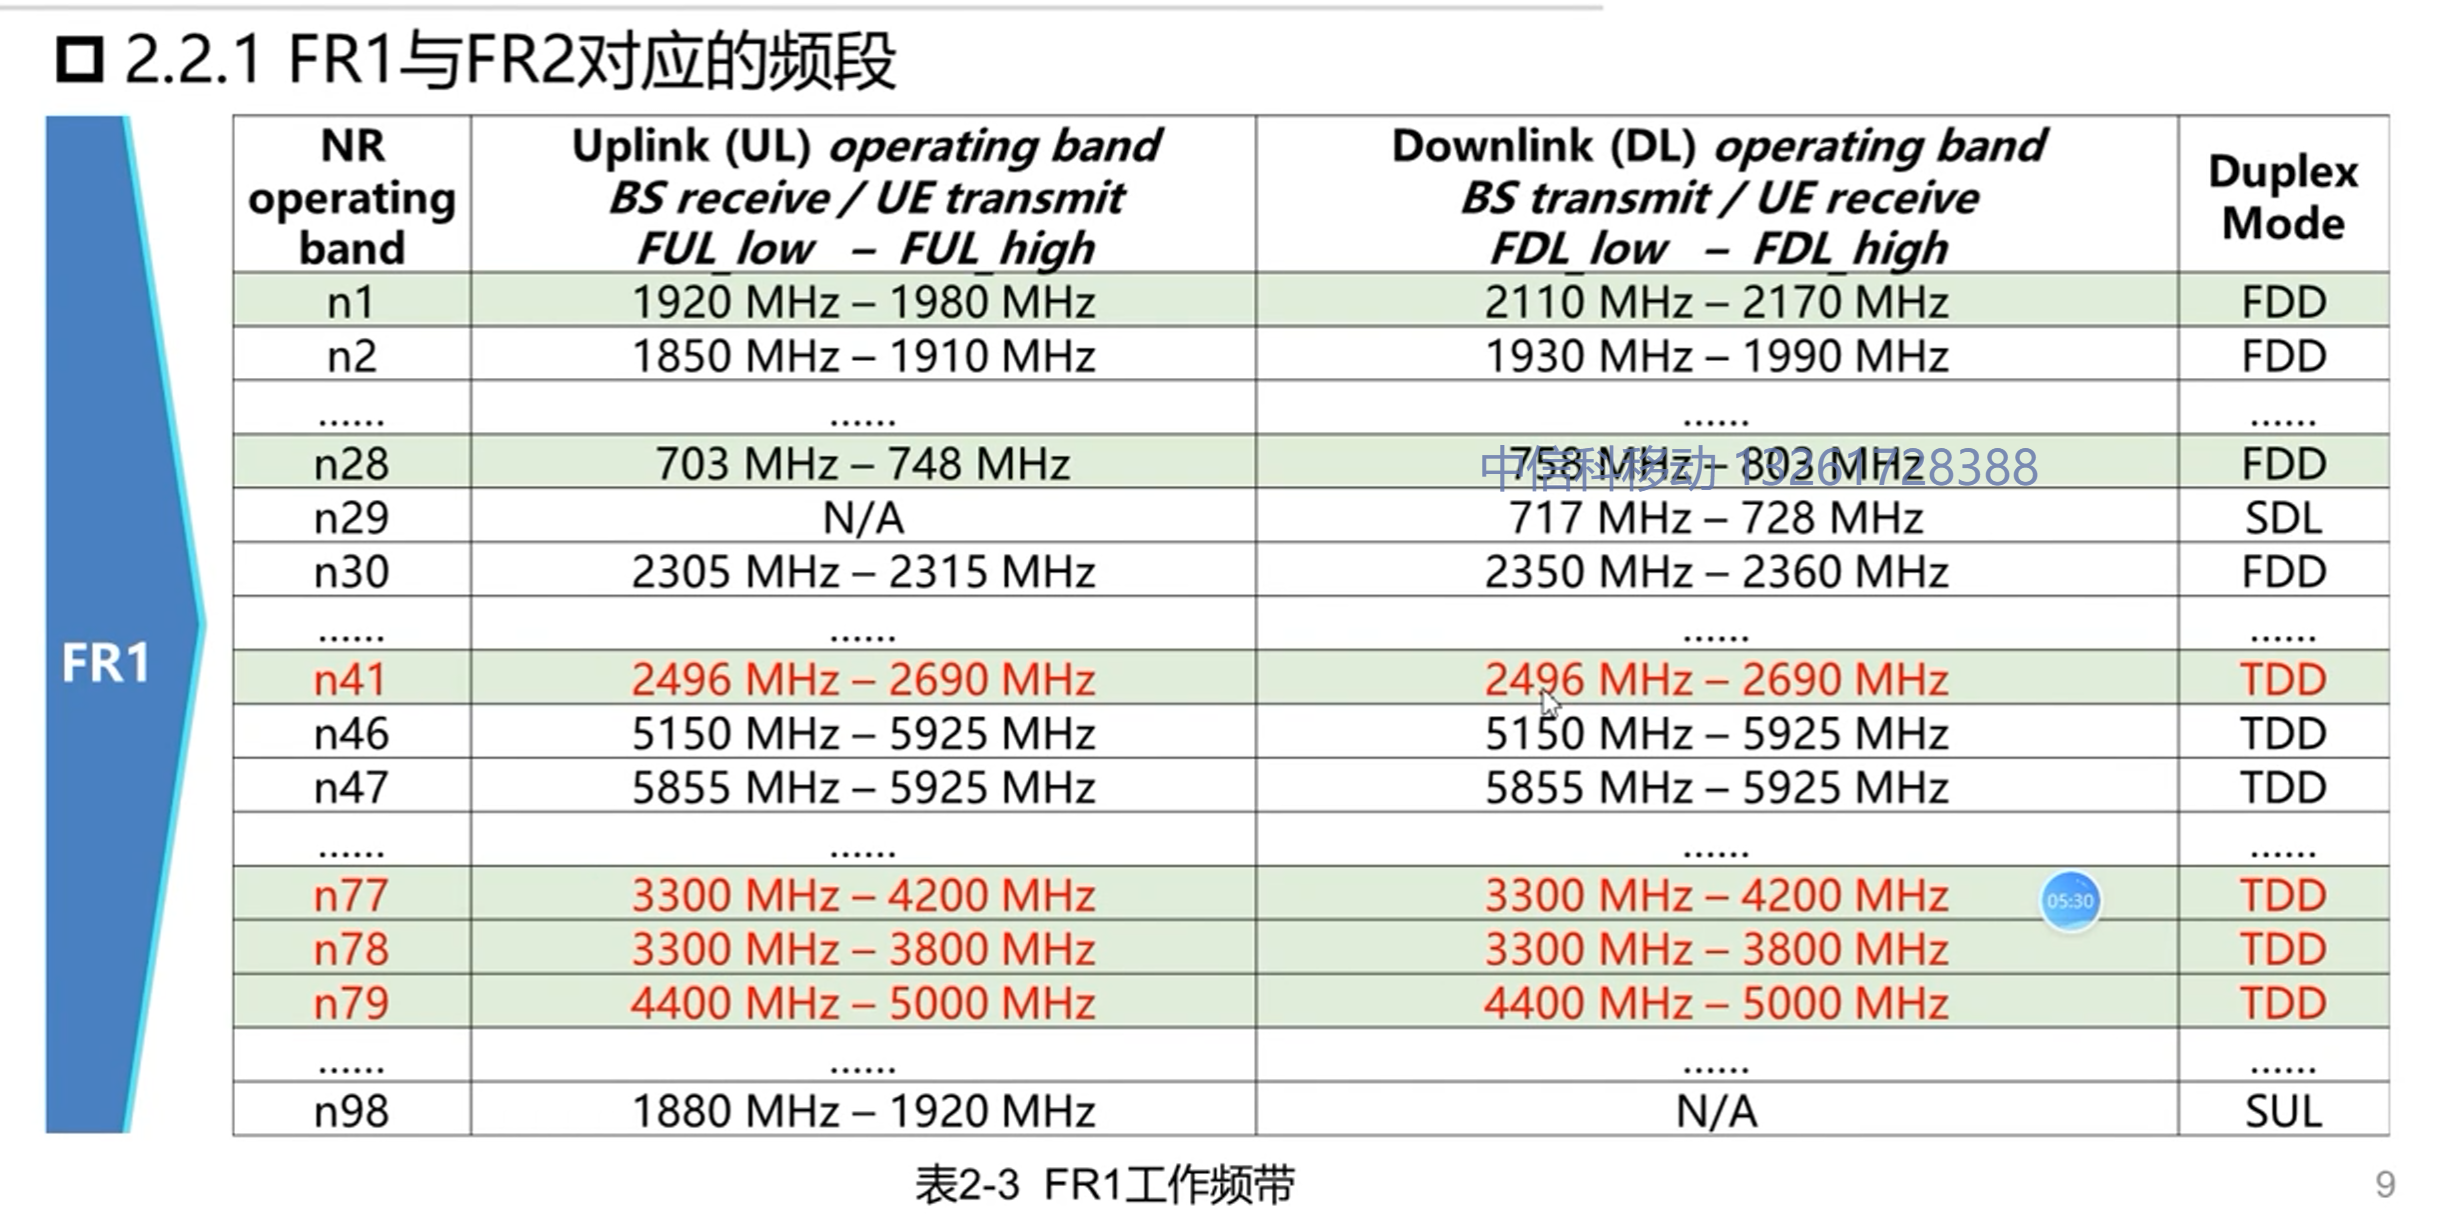 2.2.1 FR1与FR2对应的频段
FR1
NR operating band Uplink (UL) operating band BS receive / UE transmit FUL_low – FUL_high Downlink (DL) operating band BS transmit / UE receive FDL_low – FDL_high Duplex Mode
n1 1920 MHz – 1980 MHz 2110 MHz – 2170 MHz FDD
n2 1850 MHz – 1910 MHz 1930 MHz – 1990 MHz FDD
...... ...... ...... ......
n28 703 MHz – 748 MHz 758 MHz – 803 MHz FDD
中信科移动 13261728388
n29 N/A 717 MHz – 728 MHz SDL
n30 2305 MHz – 2315 MHz 2350 MHz – 2360 MHz FDD
...... ...... ...... ......
n41 2496 MHz – 2690 MHz 2496 MHz – 2690 MHz TDD
n46 5150 MHz – 5925 MHz 5150 MHz – 5925 MHz TDD
n47 5855 MHz – 5925 MHz 5855 MHz – 5925 MHz TDD
...... ...... ...... ......
n77 3300 MHz – 4200 MHz 3300 MHz – 4200 MHz TDD
05:30
n78 3300 MHz – 3800 MHz 3300 MHz – 3800 MHz TDD
n79 4400 MHz – 5000 MHz 4400 MHz – 5000 MHz TDD
...... ...... ...... ......
n98 1880 MHz – 1920 MHz N/A SUL
表2-3 FR1工作频带
9